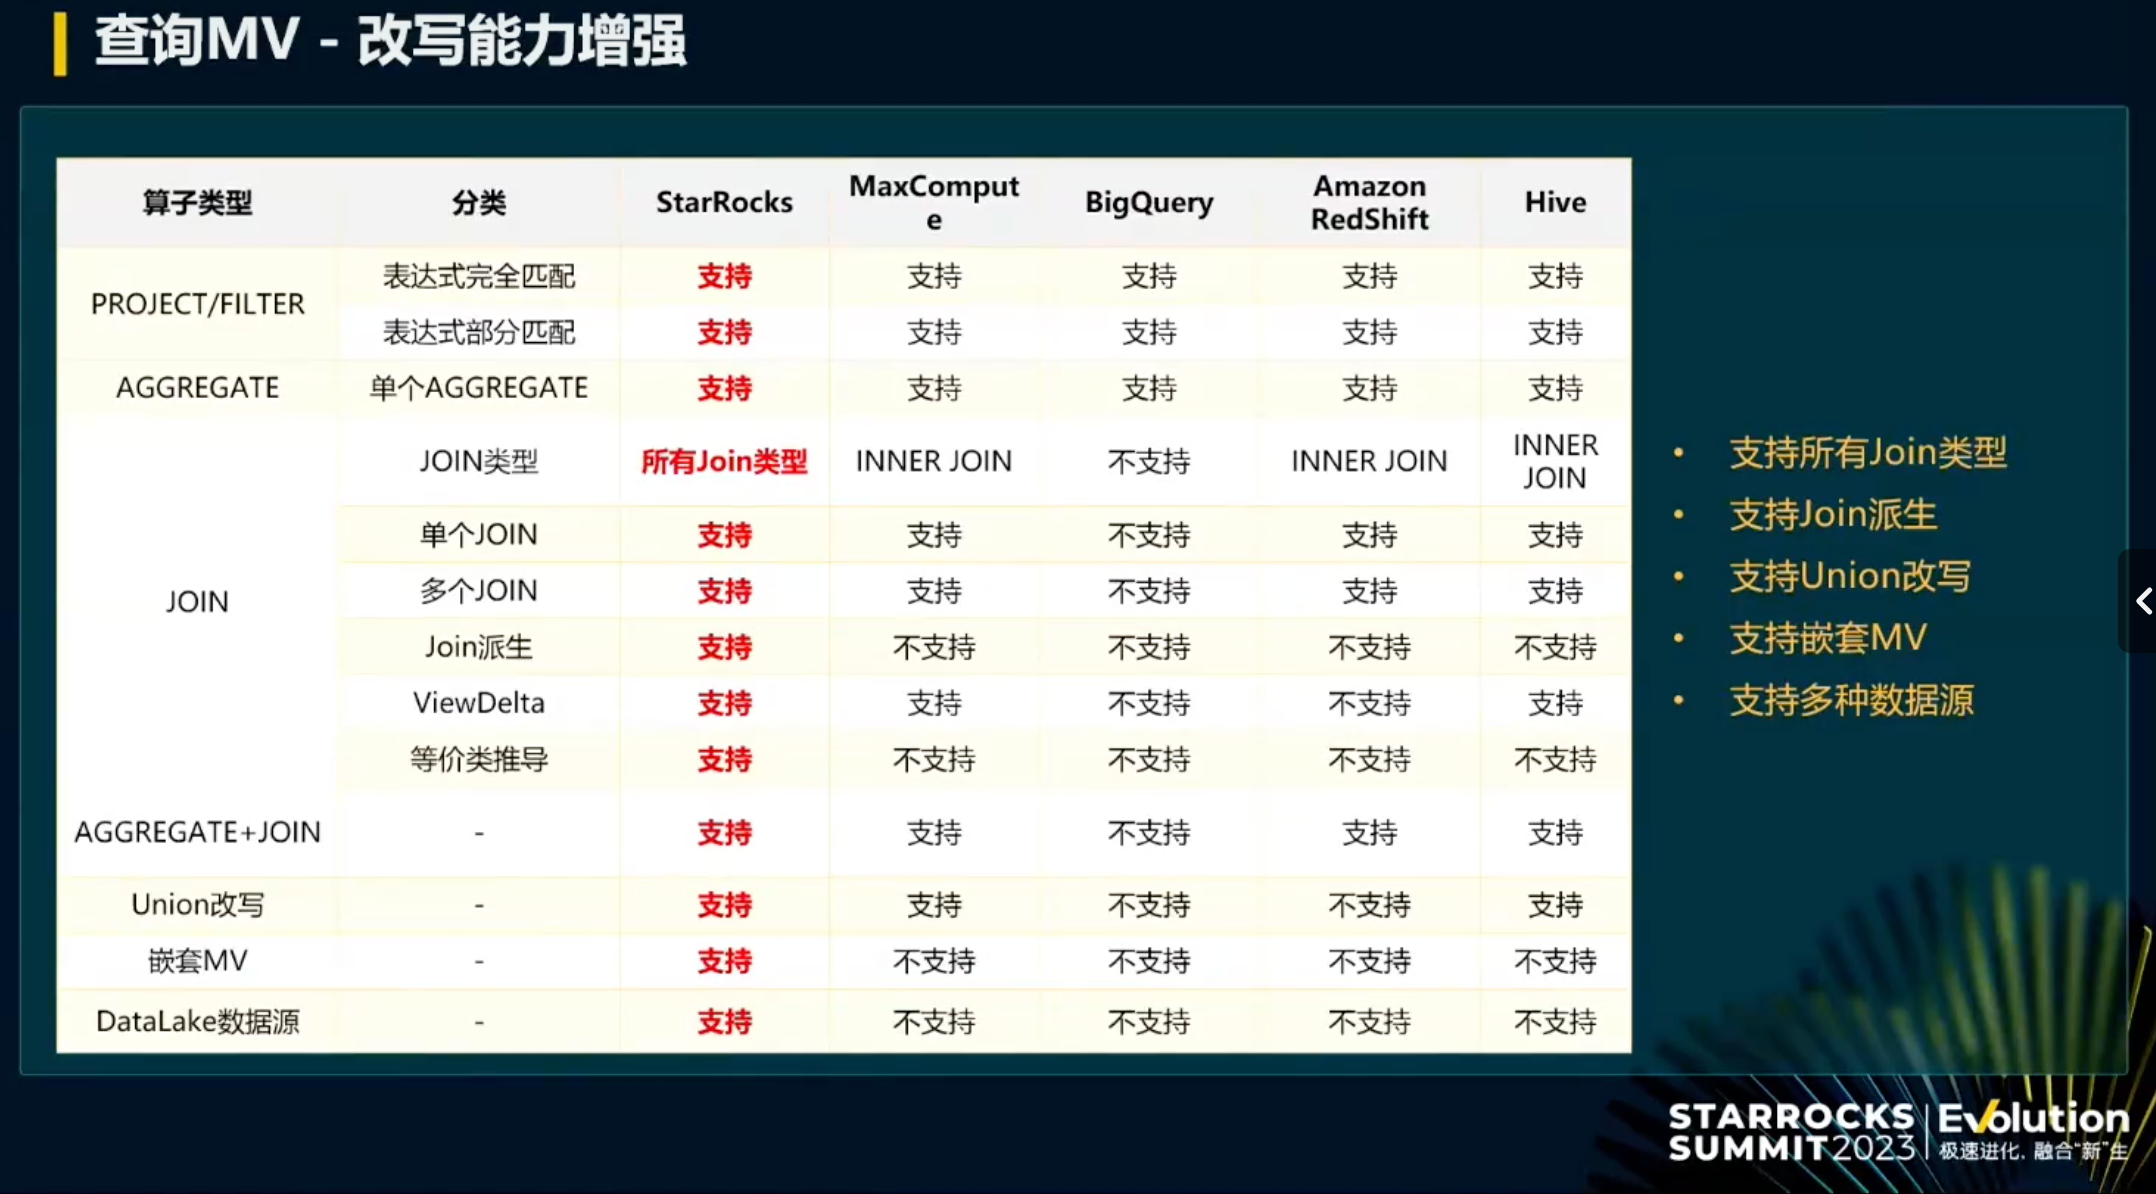 查询MV - 改写能力增强
算子类型 分类 StarRocks MaxComput
e BigQuery Amazon
RedShift Hive
PROJECT/FILTER 表达式完全匹配 支持 支持 支持 支持 支持
表达式部分匹配 支持 支持 支持 支持 支持
AGGREGATE 单个AGGREGATE 支持 支持 支持 支持 支持
JOIN JOIN类型 所有Join类型 INNER JOIN 不支持 INNER JOIN INNER
JOIN
单个JOIN 支持 支持 不支持 支持 支持
多个JOIN 支持 支持 不支持 支持 支持
Join派生 支持 不支持 不支持 不支持 不支持
ViewDelta 支持 支持 不支持 不支持 支持
等价类推导 支持 不支持 不支持 不支持 不支持
AGGREGATE+JOIN - 支持 支持 不支持 支持 支持
Union改写 - 支持 支持 不支持 不支持 支持
嵌套MV - 支持 不支持 不支持 不支持 不支持
DataLake数据源 - 支持 不支持 不支持 不支持 不支持
• 支持所有Join类型
• 支持Join派生
• 支持Union改写
• 支持嵌套MV
• 支持多种数据源
STARROCKS
SUMMIT2023
Evolution
极速进化,融合“新”生